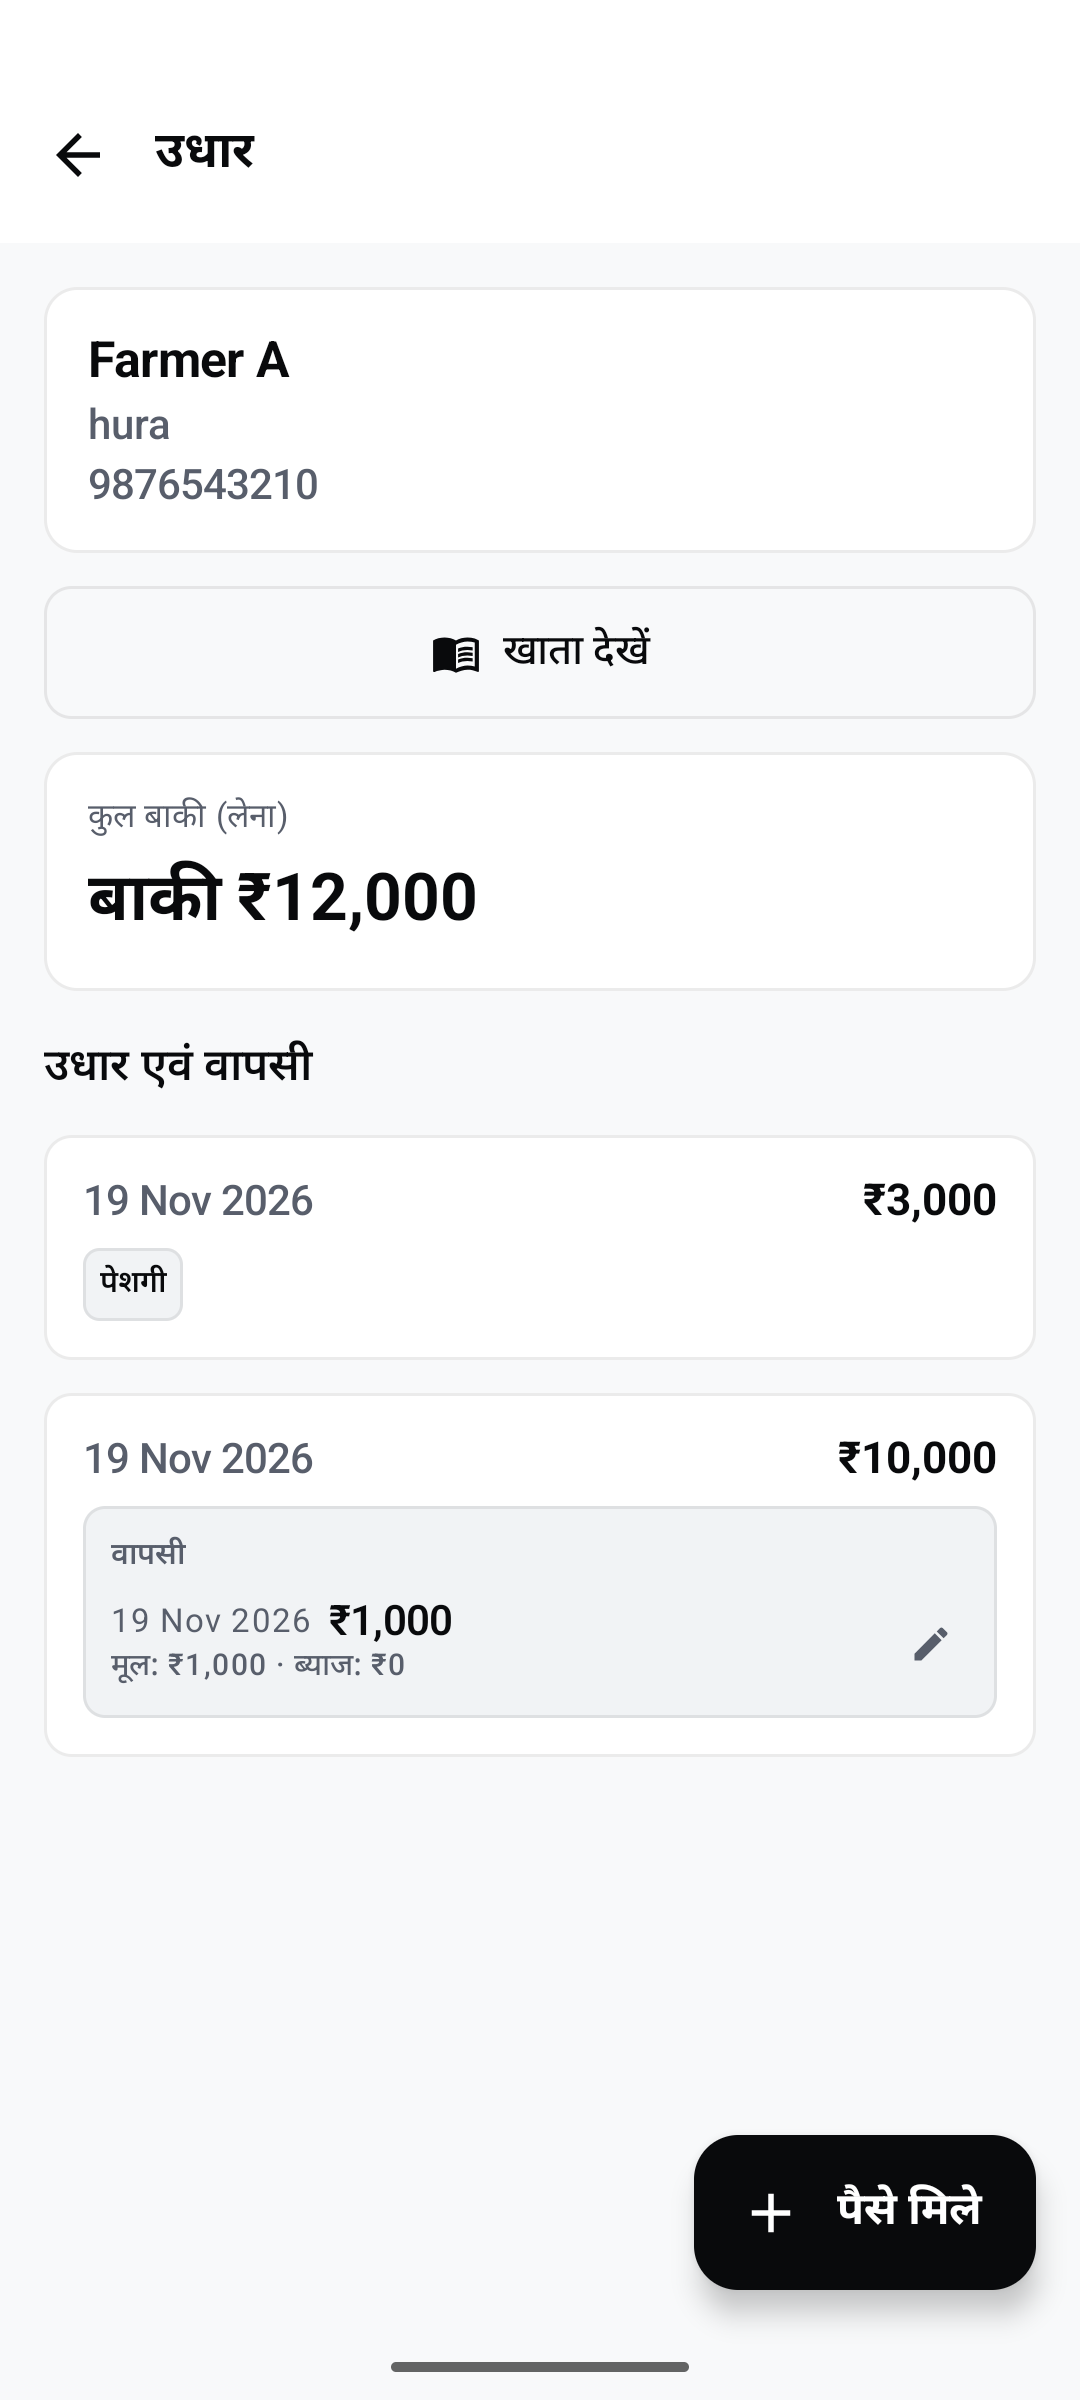 उधार
Farmer A
hura
9876543210
खाता देखें
कुल बाकी (लेना)
बाकी ₹12,000
उधार एवं वापसी
19 Nov 2026 ₹3,000
पेशगी
19 Nov 2026 ₹10,000
वापसी
19 Nov 2026 ₹1,000
मूल: ₹1,000 · ब्याज: ₹0
+ पैसे मिले